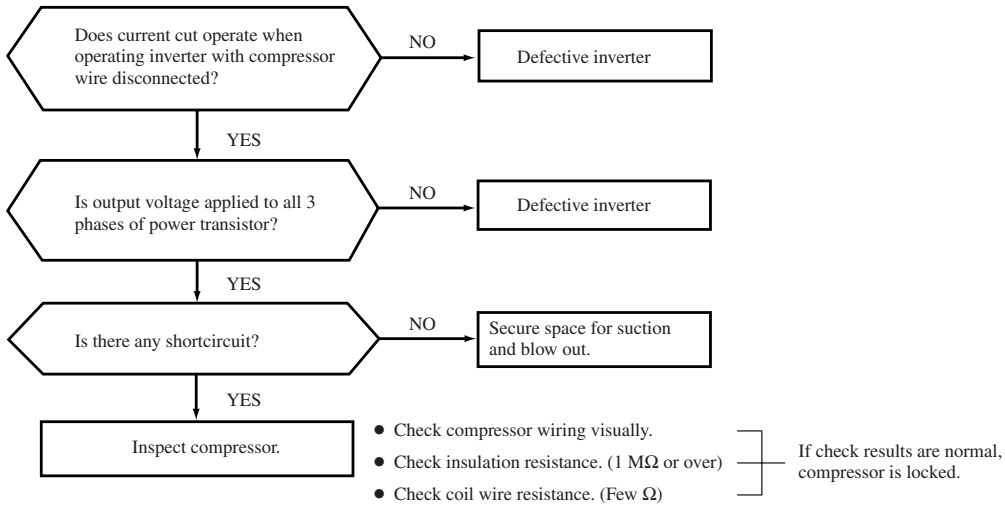 Does current cut operate when
operating inverter with compressor
wire disconnected?
NO
Defective inverter
YES
Is output voltage applied to all 3
phases of power transistor?
NO
Defective inverter
YES
Is there any shortcircuit?
NO
Secure space for suction
and blow out.
YES
Inspect compressor.
● Check compressor wiring visually.
● Check insulation resistance. (1 MΩ or over)
● Check coil wire resistance. (Few Ω)
If check results are normal,
compressor is locked.